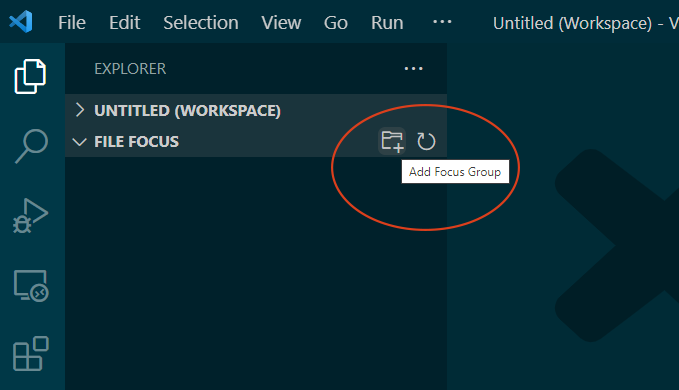 File Edit Selection View Go Run ··· Untitled (Workspace) - V
EXPLORER ···
UNTITLED (WORKSPACE)
FILE FOCUS
Add Focus Group